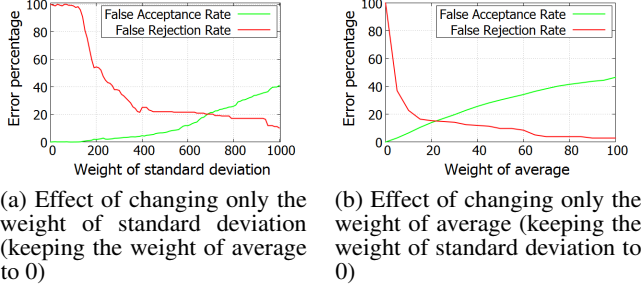 False Acceptance Rate
False Rejection Rate
Error percentage
100
80
60
40
20
0
0 200 400 600 800 1000
Weight of standard deviation
(a) Effect of changing only the
weight of standard deviation
(keeping the weight of average
to 0)
False Acceptance Rate
False Rejection Rate
Error percentage
100
80
60
40
20
0
0 20 40 60 80 100
Weight of average
(b) Effect of changing only the
weight of average (keeping the
weight of standard deviation to
0)